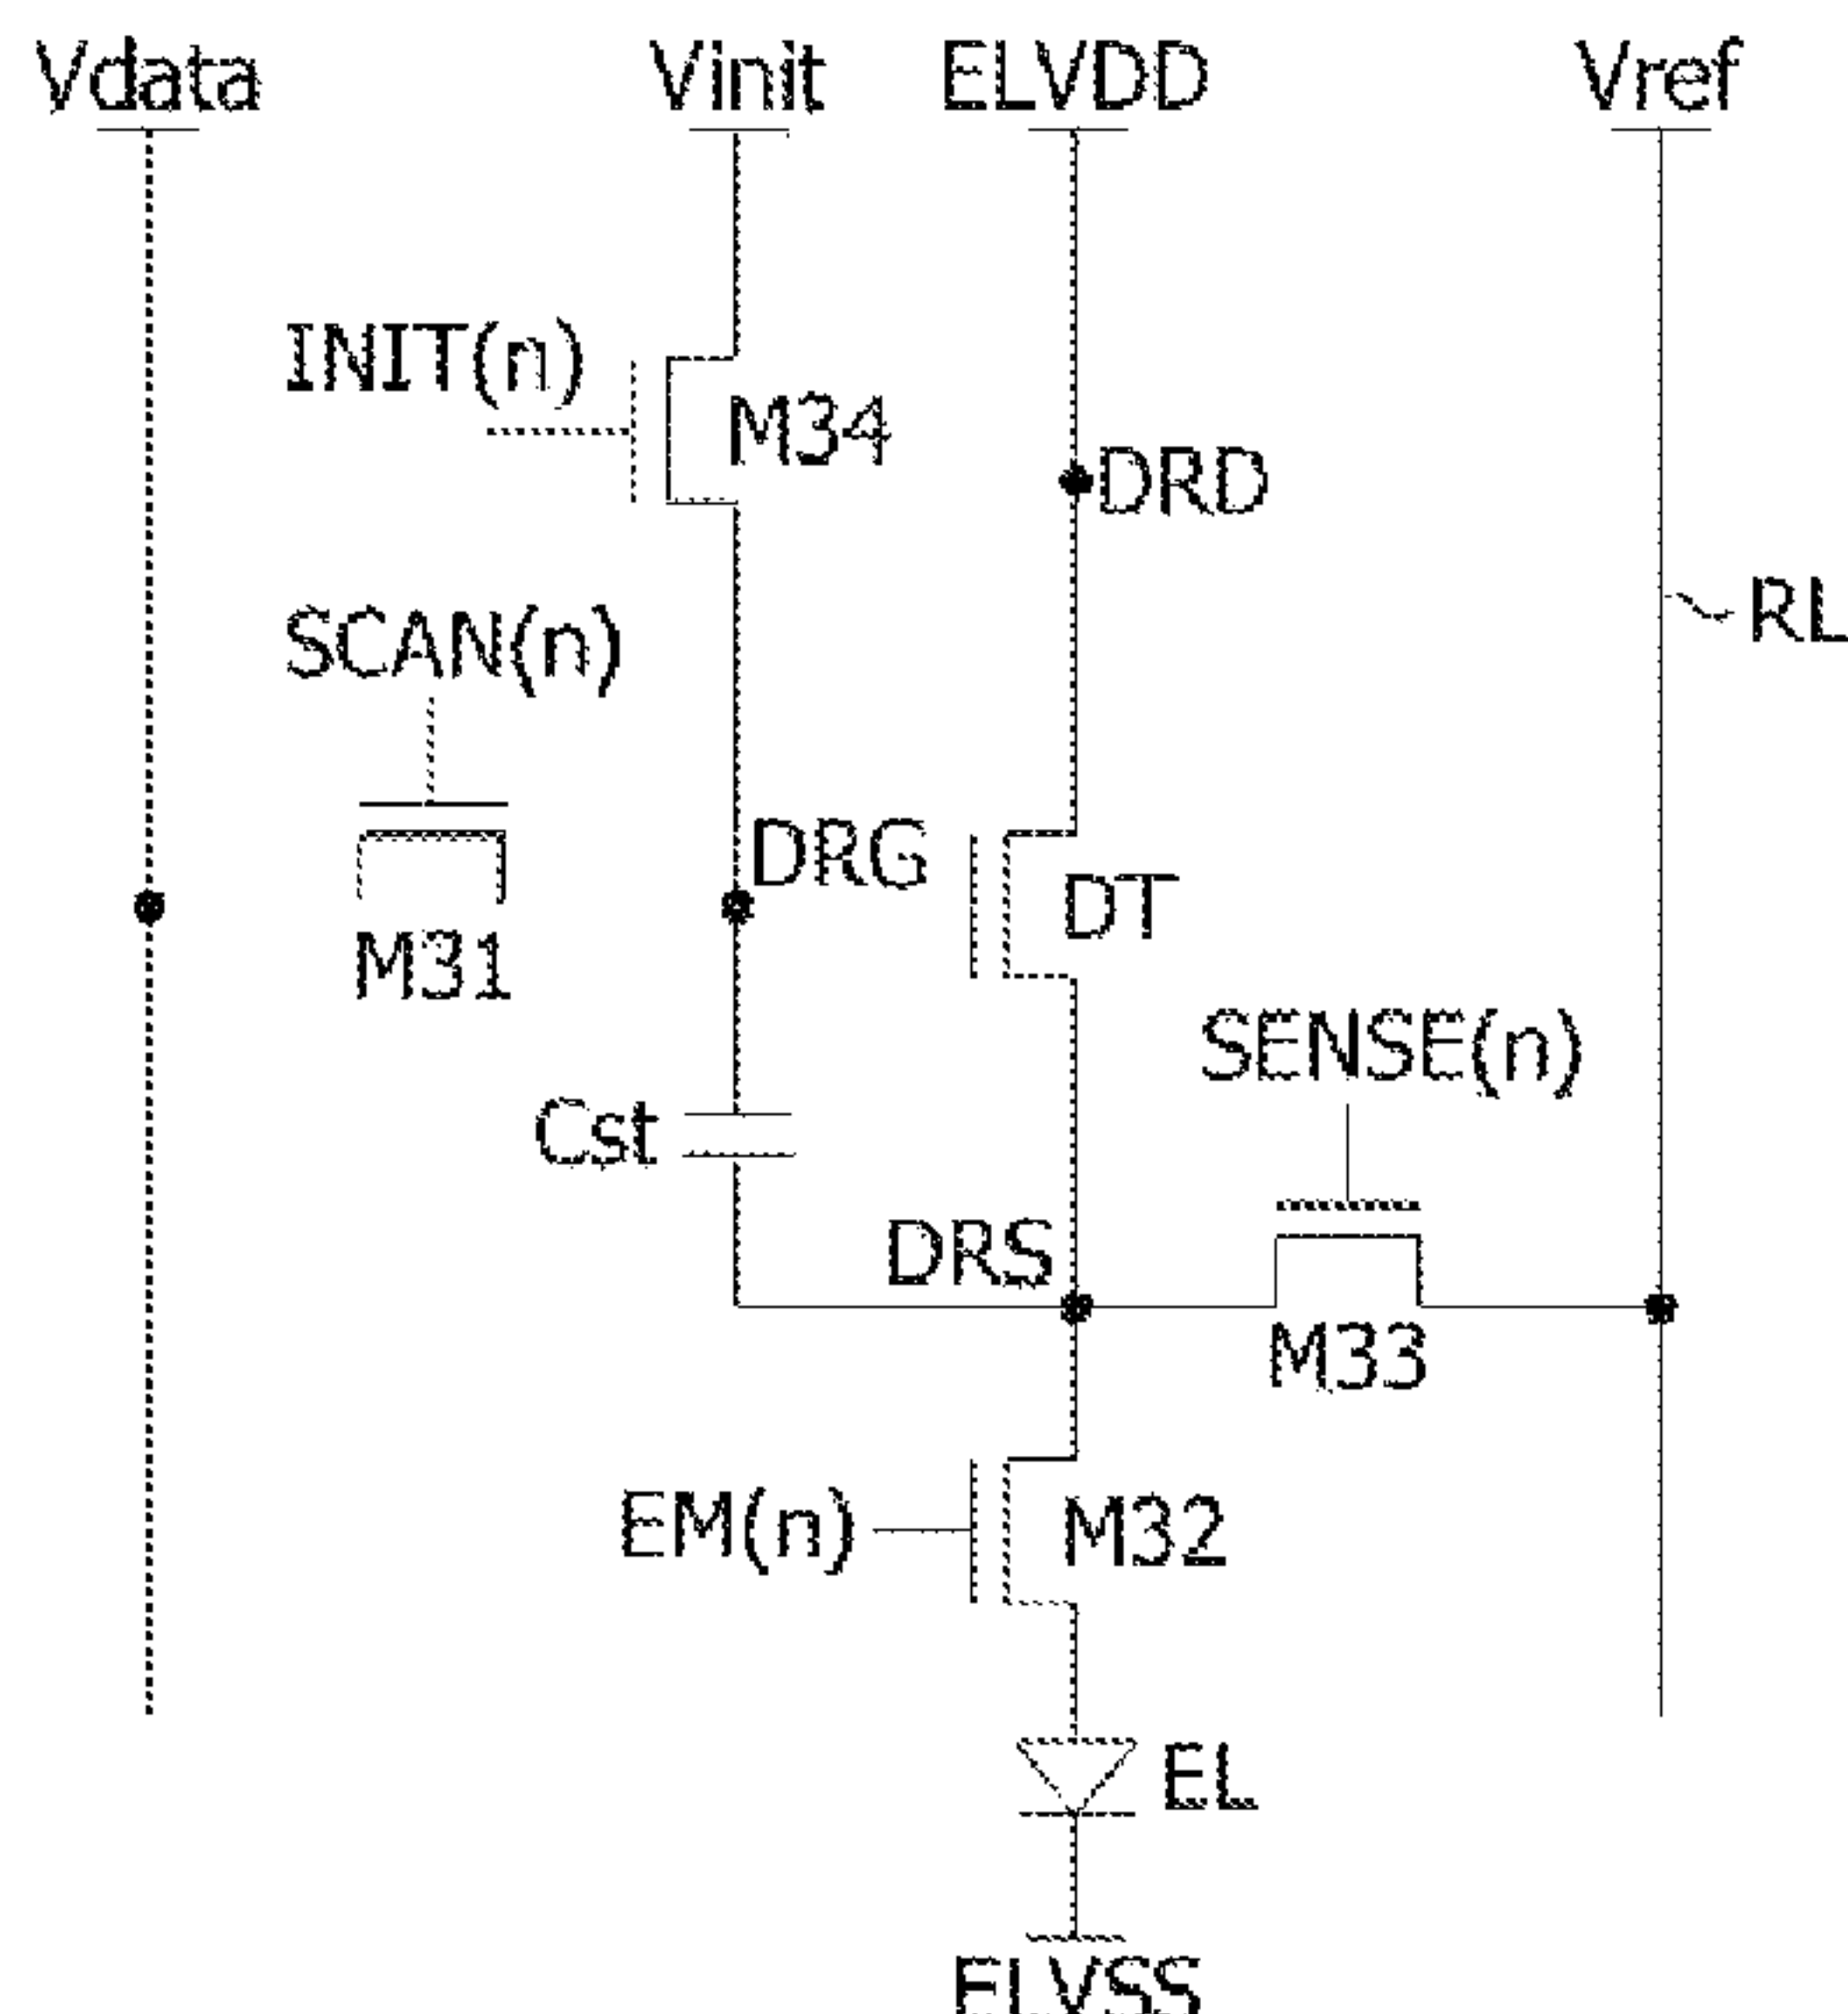 Vdata
Vinit
ELVDD
Vref
INIT(n)
M34
DRD
RL
SCAN(n)
DRG
DT
M31
SENSE(n)
Cst
DRS
M33
EM(n)
M32
EL
ELVSS